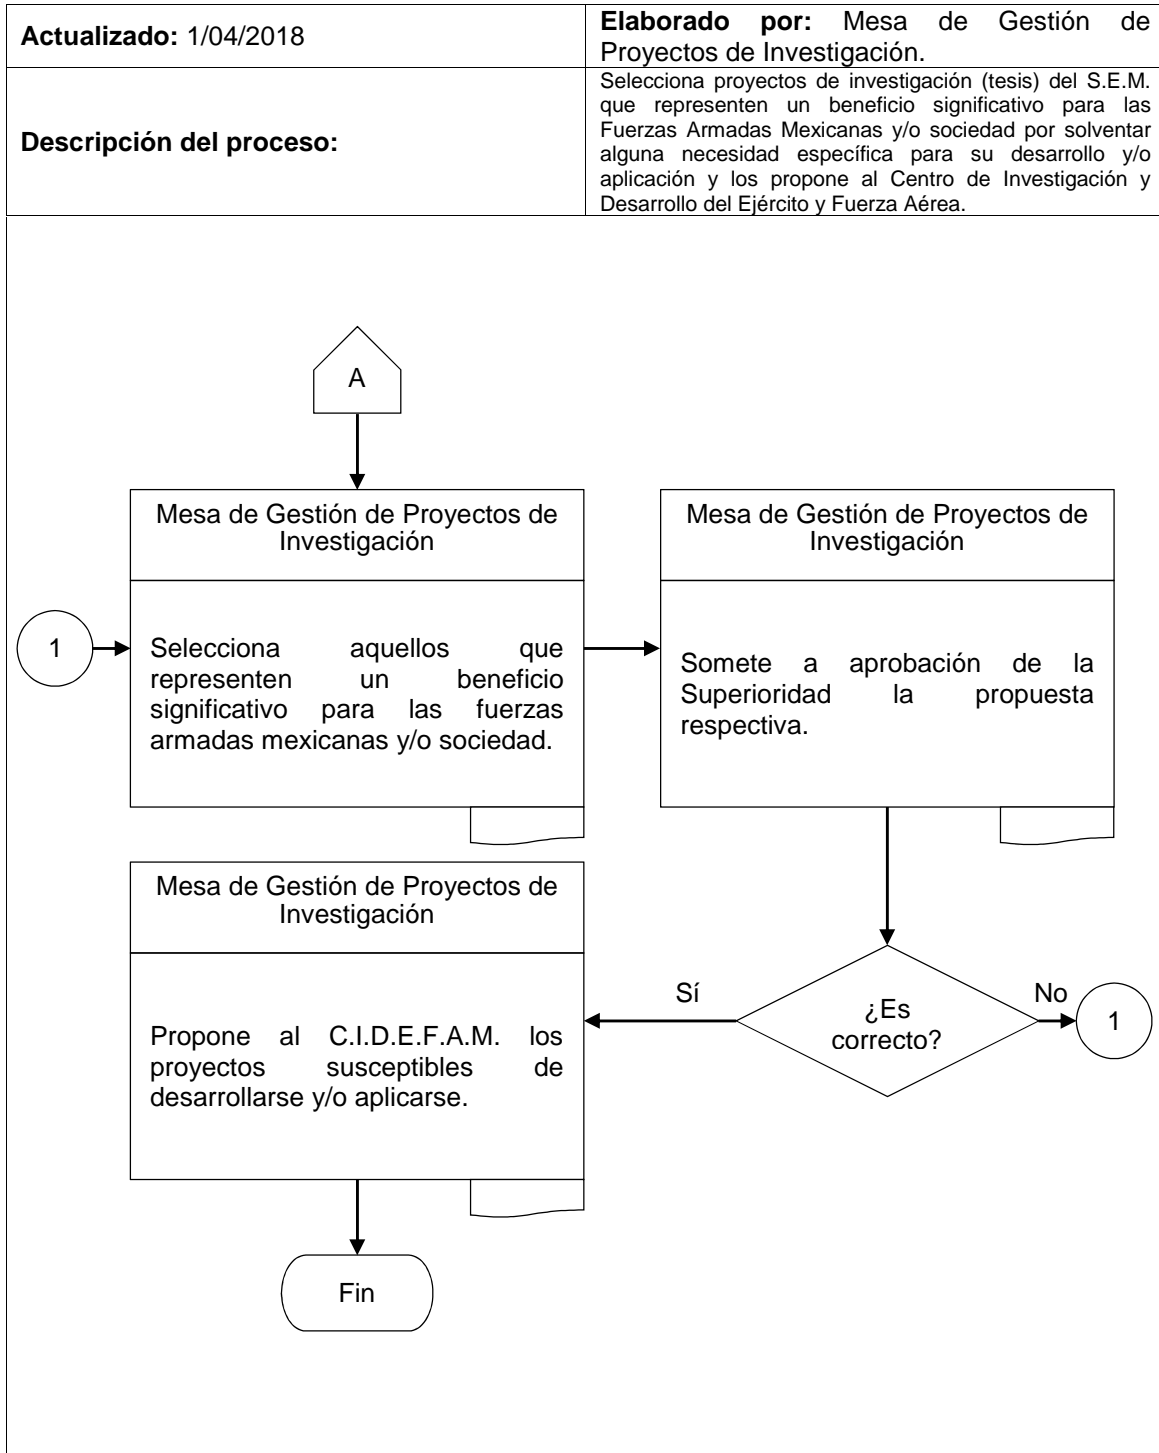 Actualizado: 1/04/2018
Elaborado por: Mesa de Gestión de
Proyectos de Investigación.
Descripción del proceso:
Selecciona proyectos de investigación (tesis) del S.E.M.
que representen un beneficio significativo para las
Fuerzas Armadas Mexicanas y/o sociedad por solventar
alguna necesidad específica para su desarrollo y/o
aplicación y los propone al Centro de Investigación y
Desarrollo del Ejército y Fuerza Aérea.
A
Mesa de Gestión de Proyectos de
Investigación
1
Selecciona aquellos que
representen un beneficio
significativo para las fuerzas
armadas mexicanas y/o sociedad.
Mesa de Gestión de Proyectos de
Investigación
Somete a aprobación de la
Superioridad la propuesta
respectiva.
¿Es
correcto?
No
1
Sí
Mesa de Gestión de Proyectos de
Investigación
Propone al C.I.D.E.F.A.M. los
proyectos susceptibles de
desarrollarse y/o aplicarse.
Fin